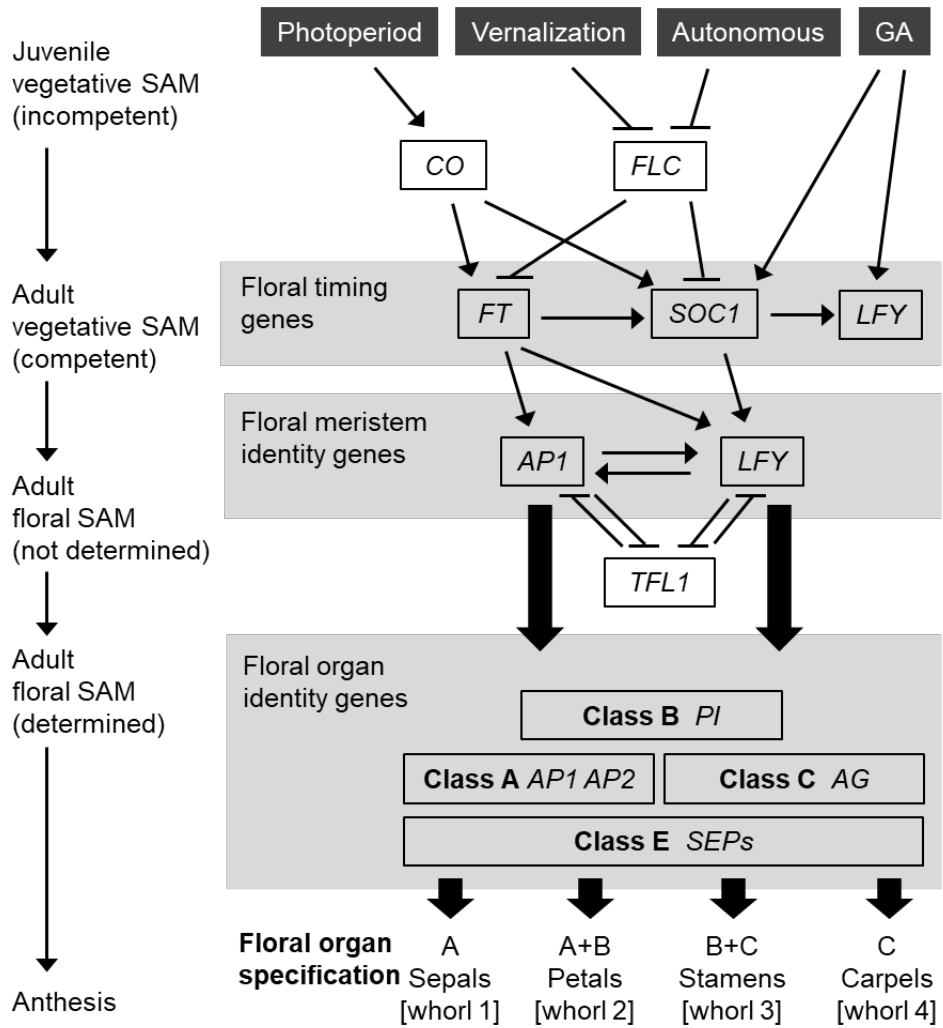 Photoperiod
Vernalization
Autonomous
GA
Juvenile
vegetative SAM
(incompetent)
CO
FLC
Adult
vegetative SAM
(competent)
Floral timing
genes
FT
SOC1
LFY
Floral meristem
identity genes
AP1
LFY
Adult
floral SAM
(not determined)
TFL1
Adult
floral SAM
(determined)
Floral organ
identity genes
Class B PI
Class A AP1 AP2
Class C AG
Class E SEPs
Floral organ
specification
A
Sepals
[whorl 1]
A+B
Petals
[whorl 2]
B+C
Stamens
[whorl 3]
C
Carpels
[whorl 4]
Anthesis